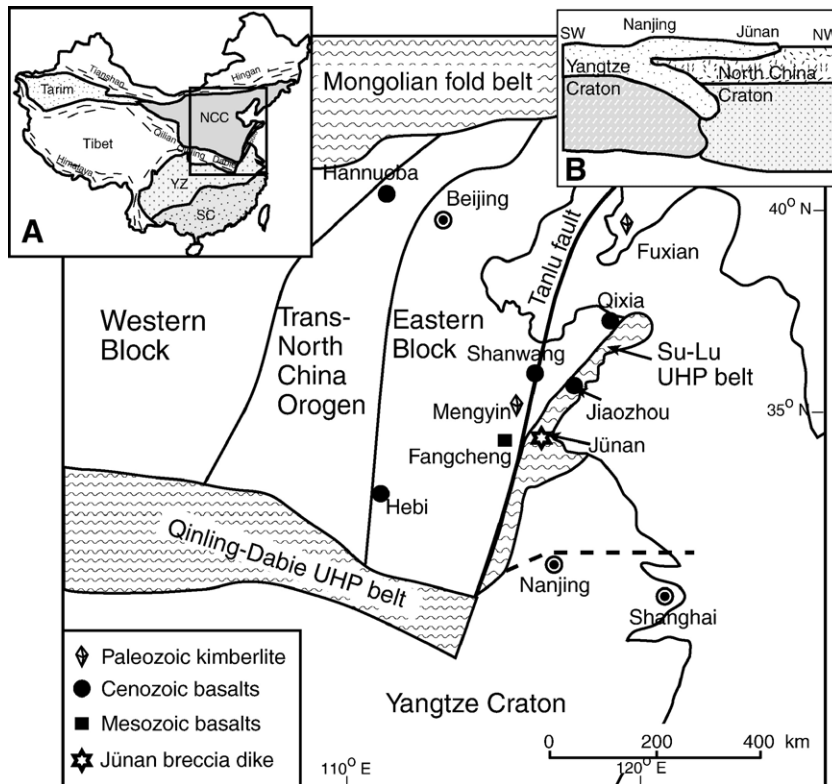 Tianshao
Hingan
Tarim
NCC
Tibet
Qilian
Qinling
Dabie
Himalaya
YZ
SC
A
SW
Nanjing
Jünan
NW
Yangtze
Craton
North China
Craton
B
Mongolian fold belt
Hannuoba
Beijing
40° N
Fuxian
Tanlu fault
Qixia
Western
Block
Trans-
North
China
Orogen
Eastern
Block
Shanwang
Su-Lu
UHP belt
Mengyin
Jiaozhou
35° N
Fangcheng
Jünan
Hebi
Qinling-Dabie UHP belt
Nanjing
Shanghai
Paleozoic kimberlite
Cenozoic basalts
Mesozoic basalts
Jünan breccia dike
Yangtze Craton
0 200 400 km
110° E
120° E